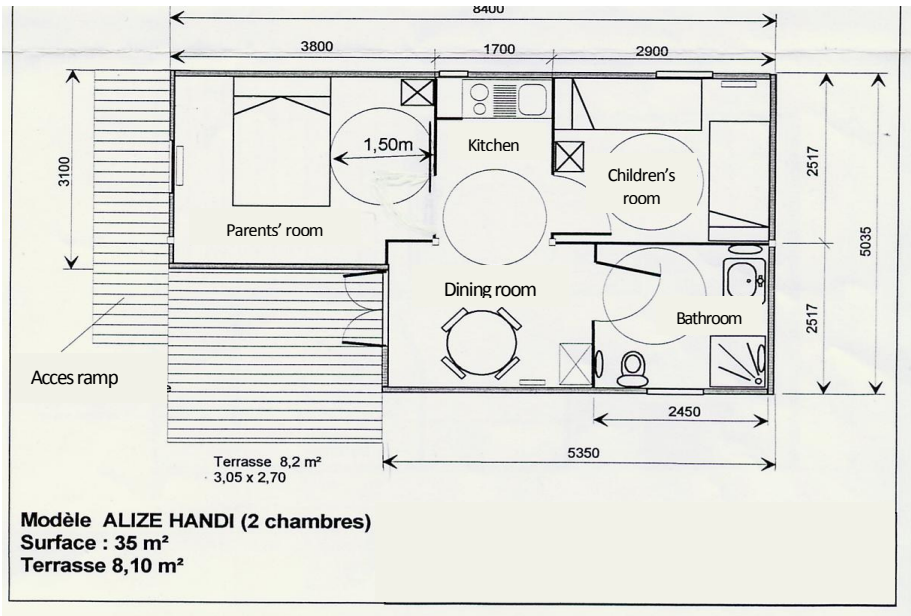 8400
3800
1700
2900
3100
1,50m
Kitchen
Children's
room
Parents' room
2517
5035
Dining room
Bathroom
2517
Acces ramp
2450
5350
Terrasse 8,2 m²
3,05 x 2,70
Modèle ALIZE HANDI (2 chambres)
Surface : 35 m²
Terrasse 8,10 m²